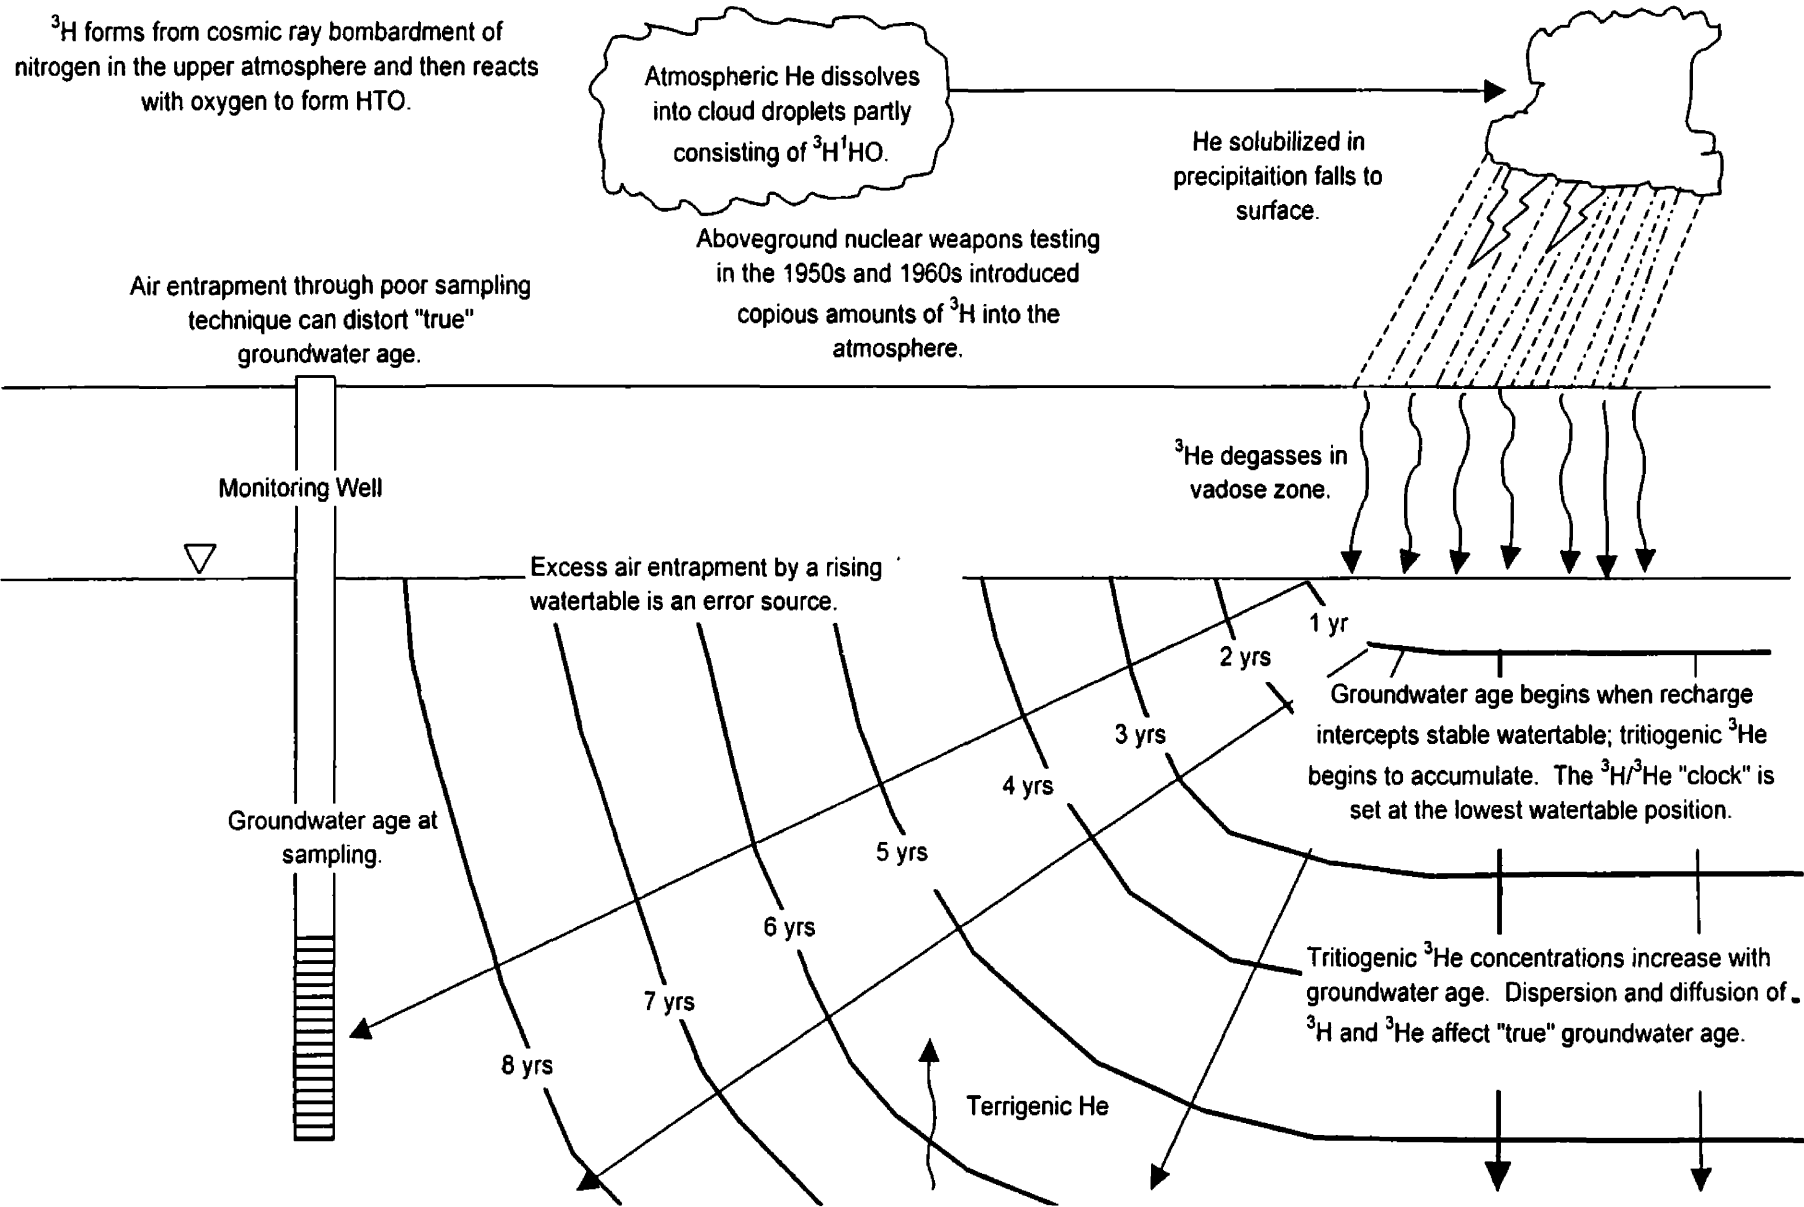 ³H forms from cosmic ray bombardment of
nitrogen in the upper atmosphere and then reacts
with oxygen to form HTO.
Atmospheric He dissolves
into cloud droplets partly
consisting of ³H¹HO.
He solubilized in
precipitaition falls to
surface.
Aboveground nuclear weapons testing
in the 1950s and 1960s introduced
copious amounts of ³H into the
atmosphere.
Air entrapment through poor sampling
technique can distort "true"
groundwater age.
³He degasses in
vadose zone.
Monitoring Well
Excess air entrapment by a rising
watertable is an error source.
1 yr
2 yrs
3 yrs
4 yrs
5 yrs
6 yrs
7 yrs
8 yrs
Groundwater age begins when recharge
intercepts stable watertable; tritiogenic ³He
begins to accumulate. The ³H/³He "clock" is
set at the lowest watertable position.
Groundwater age at
sampling.
Tritiogenic ³He concentrations increase with
groundwater age. Dispersion and diffusion of
³H and ³He affect "true" groundwater age.
Terrigenic He